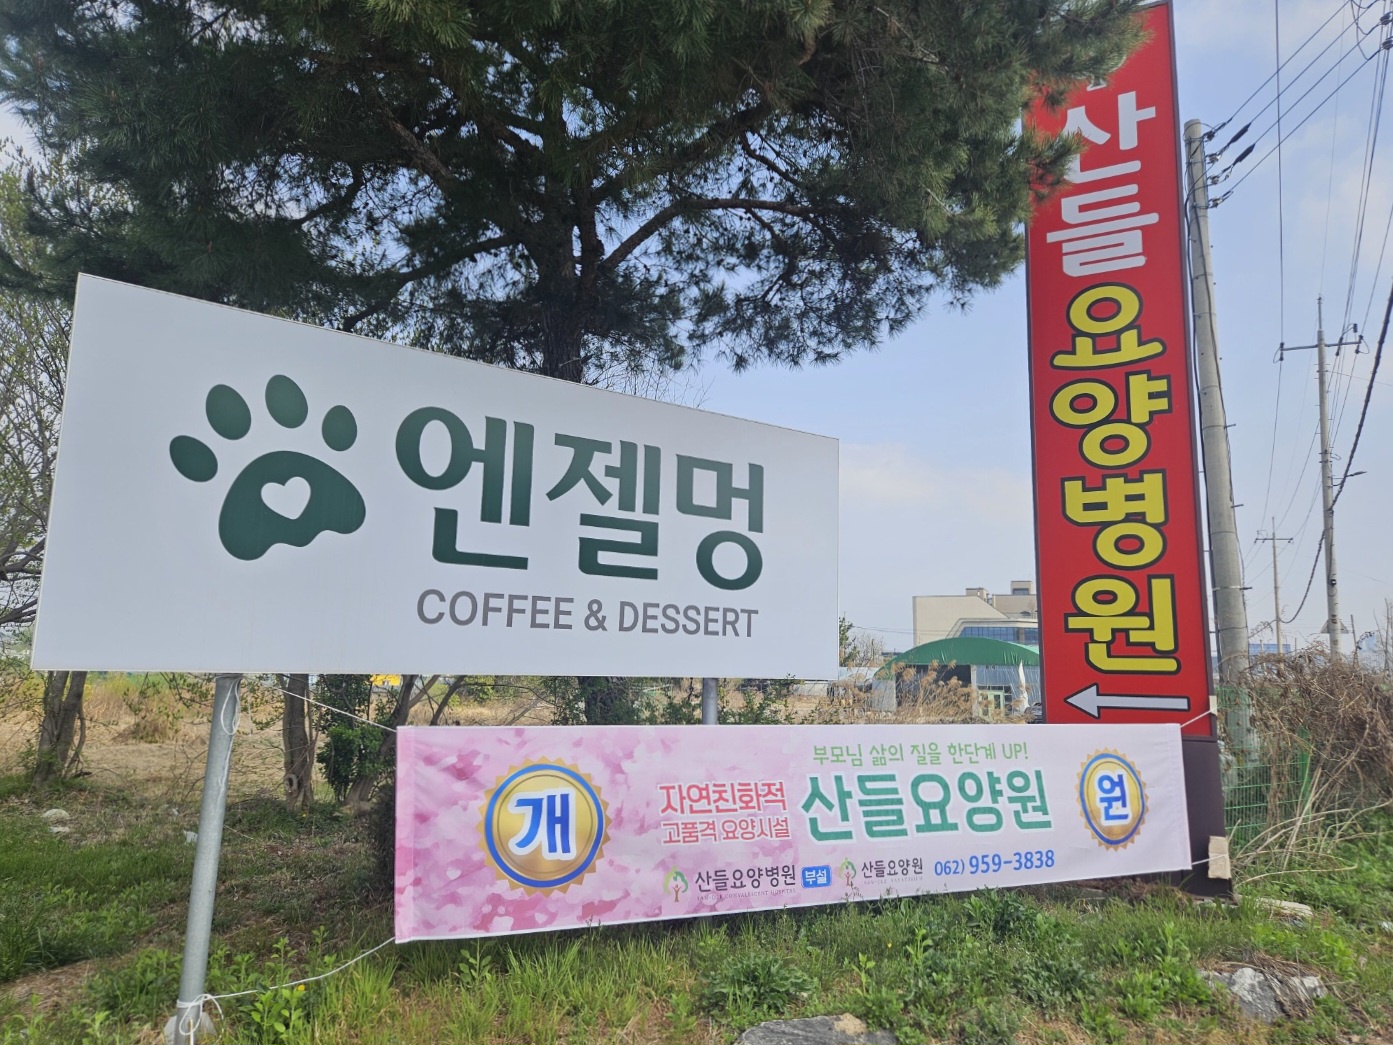 엔젤멍
COFFEE & DESSERT
산들요양병원
개
자연친화적
고품격 요양시설
부모님 삶의 질을 한단계 UP!
산들요양원
원
산들요양병원 부설 산들요양원 062) 959-3838